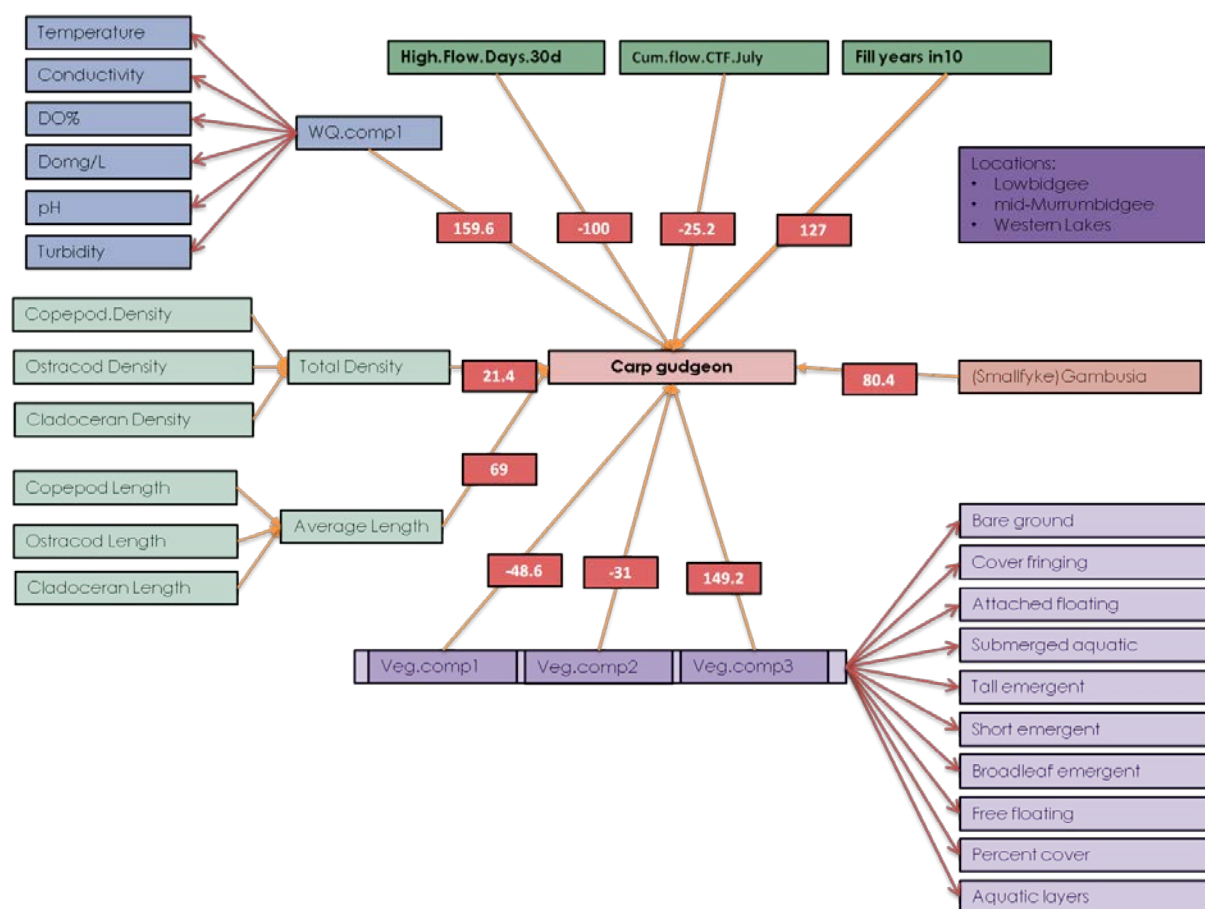 Temperature
Conductivity
DO%
Domg/L
pH
Turbidity
WQ.comp1
High.Flow.Days.30d
Cum.flow.CTF.July
Fill years in10
Locations:
• Lowbidgee
• mid-Murrumbidgee
• Western Lakes
159.6
-100
-25.2
127
Copepod.Density
Ostracod Density
Cladoceran Density
Total Density
21.4
Carp gudgeon
80.4
(Smallfyke)Gambusia
Copepod Length
Ostracod Length
Cladoceran Length
Average Length
69
-48.6
-31
149.2
Veg.comp1
Veg.comp2
Veg.comp3
Bare ground
Cover fringing
Attached floating
Submerged aquatic
Tall emergent
Short emergent
Broadleaf emergent
Free floating
Percent cover
Aquatic layers